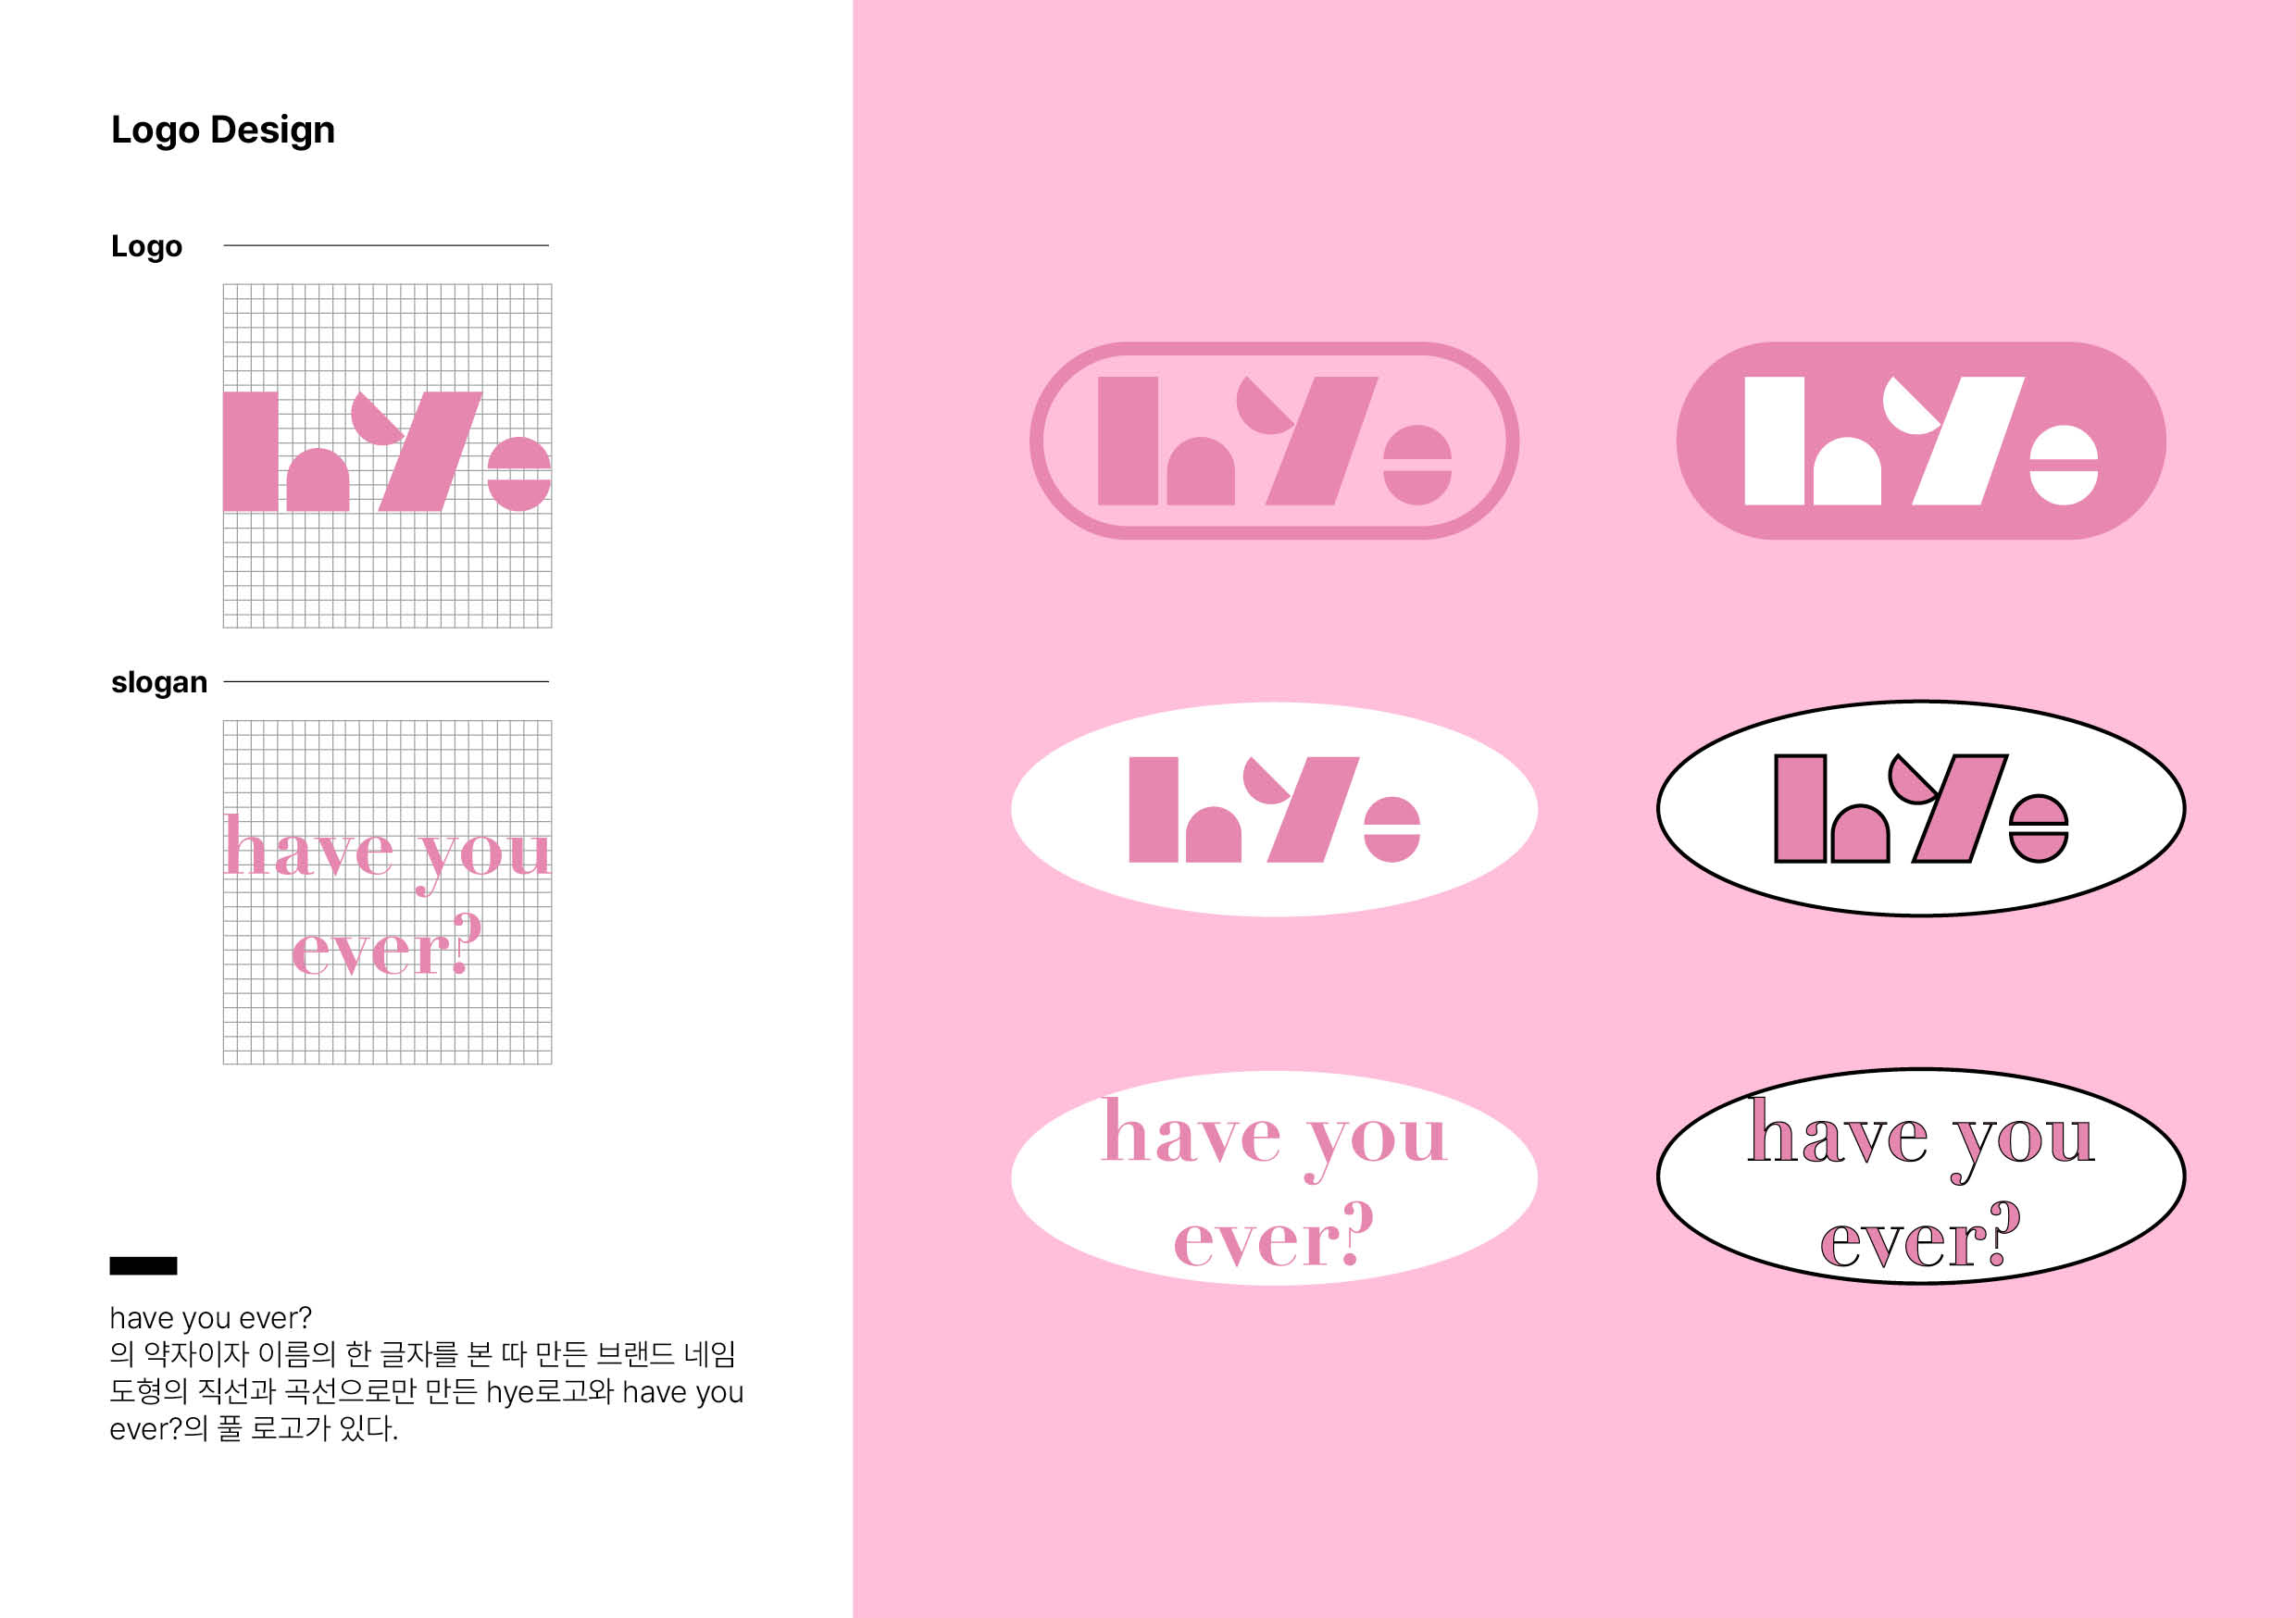 Logo Design
Logo
hye
slogan
have you
ever?
have you ever?
의 약자이자 이름의 한 글자를 본 따 만든 브랜드 네임
도형의 직선과 곡선으로만 만든 hye로고와 have you
ever?의 풀 로고가 있다.
hye
hye
hye
hye
have you
ever?
have you
ever?